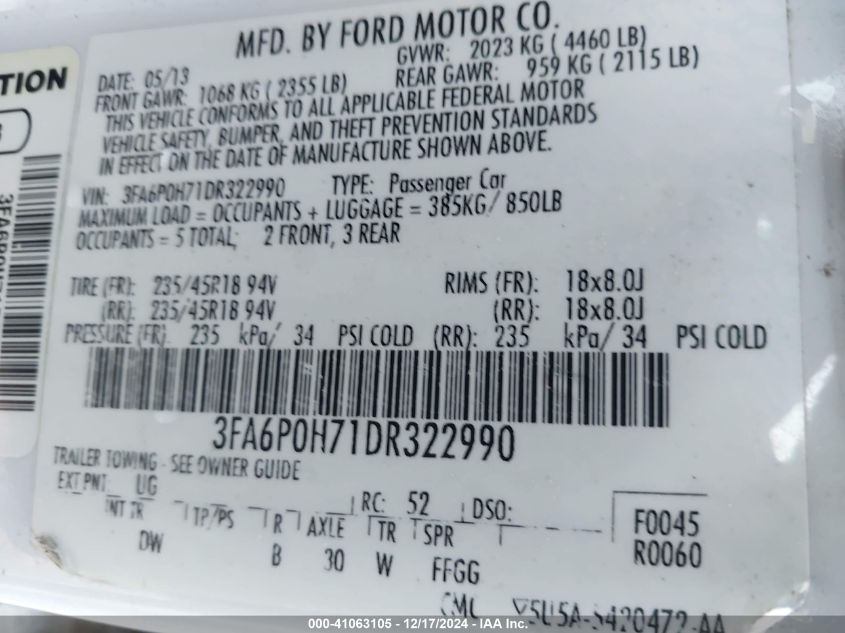 TION
MFD. BY FORD MOTOR CO.
DATE: 05/13 GVWR: 2023 KG ( 4460 LB)
FRONT GAWR: 1068 KG ( 2355 LB) REAR GAWR: 959 KG ( 2115 LB)
THIS VEHICLE CONFORMS TO ALL APPLICABLE FEDERAL MOTOR
VEHICLE SAFETY, BUMPER, AND THEFT PREVENTION STANDARDS
IN EFFECT ON THE DATE OF MANUFACTURE SHOWN ABOVE.
VIN: 3FA6P0H71DR322990 TYPE: Passenger Car
MAXIMUM LOAD = OCCUPANTS + LUGGAGE = 385KG/ 850LB
OCCUPANTS = 5 TOTAL; 2 FRONT, 3 REAR
TIRE (FR): 235/45R18 94V RIMS (FR): 18x8.0J
(RR): 235/45R18 94V (RR): 18x8.0J
PRESSURE (FR): 235 kPa/ 34 PSI COLD (RR): 235 kPa/ 34 PSI COLD
3FA6P0H71DR322990
TRAILER TOWING - SEE OWNER GUIDE
EXT PNT: UG RC: 52 DSO:
INT TR TP/PS R AXLE TR SPR F0045
DW B 30 W FFGG R0060
000-41063105 - 12/17/2024 - IAA Inc.